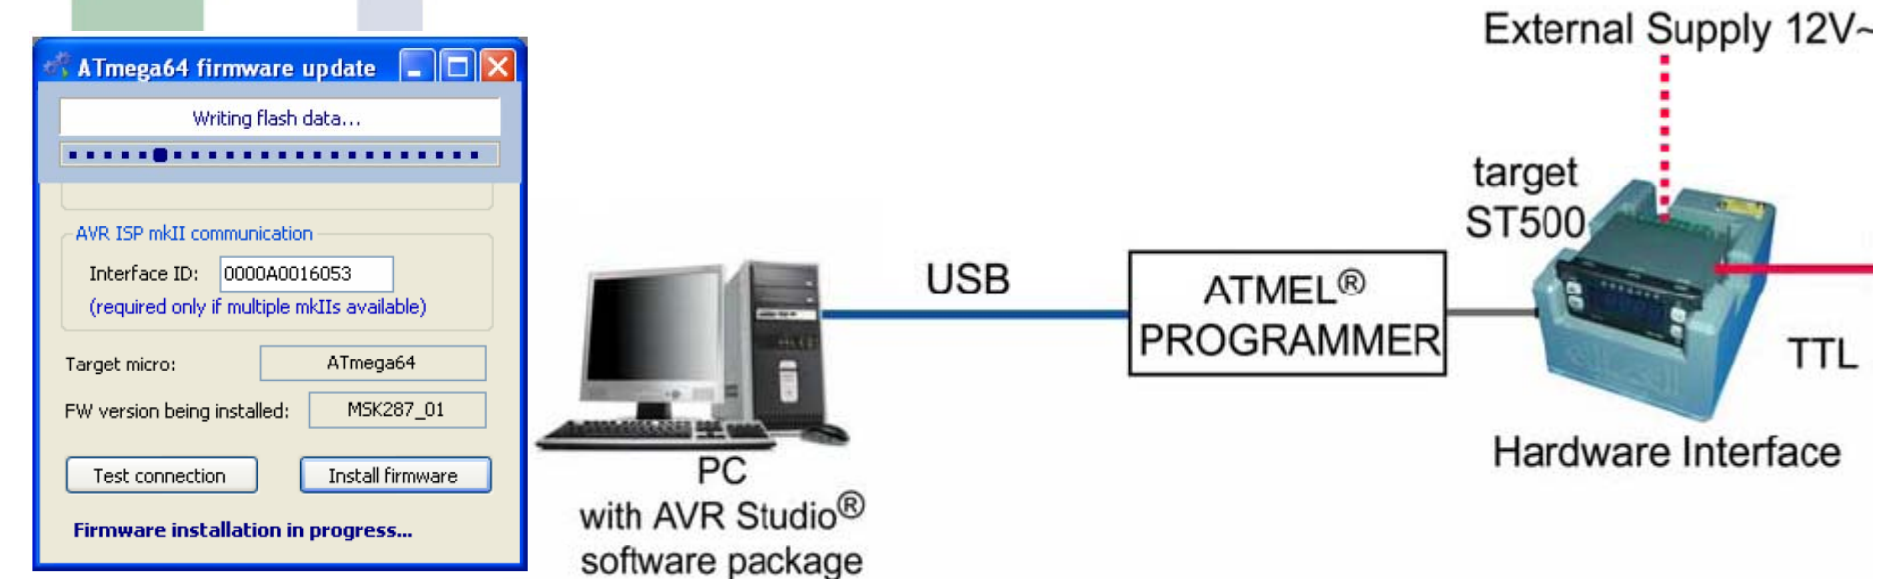 ATmega64 firmware update
Writing flash data...
AVR ISP mkII communication
Interface ID: 0000A0016053
(required only if multiple mkIIs available)
Target micro: ATmega64
FW version being installed: MSK287_01
Test connection Install firmware
Firmware installation in progress...
External Supply 12V~
target
ST500
USB
ATMEL®
PROGRAMMER
TTL
Hardware Interface
PC
with AVR Studio®
software package